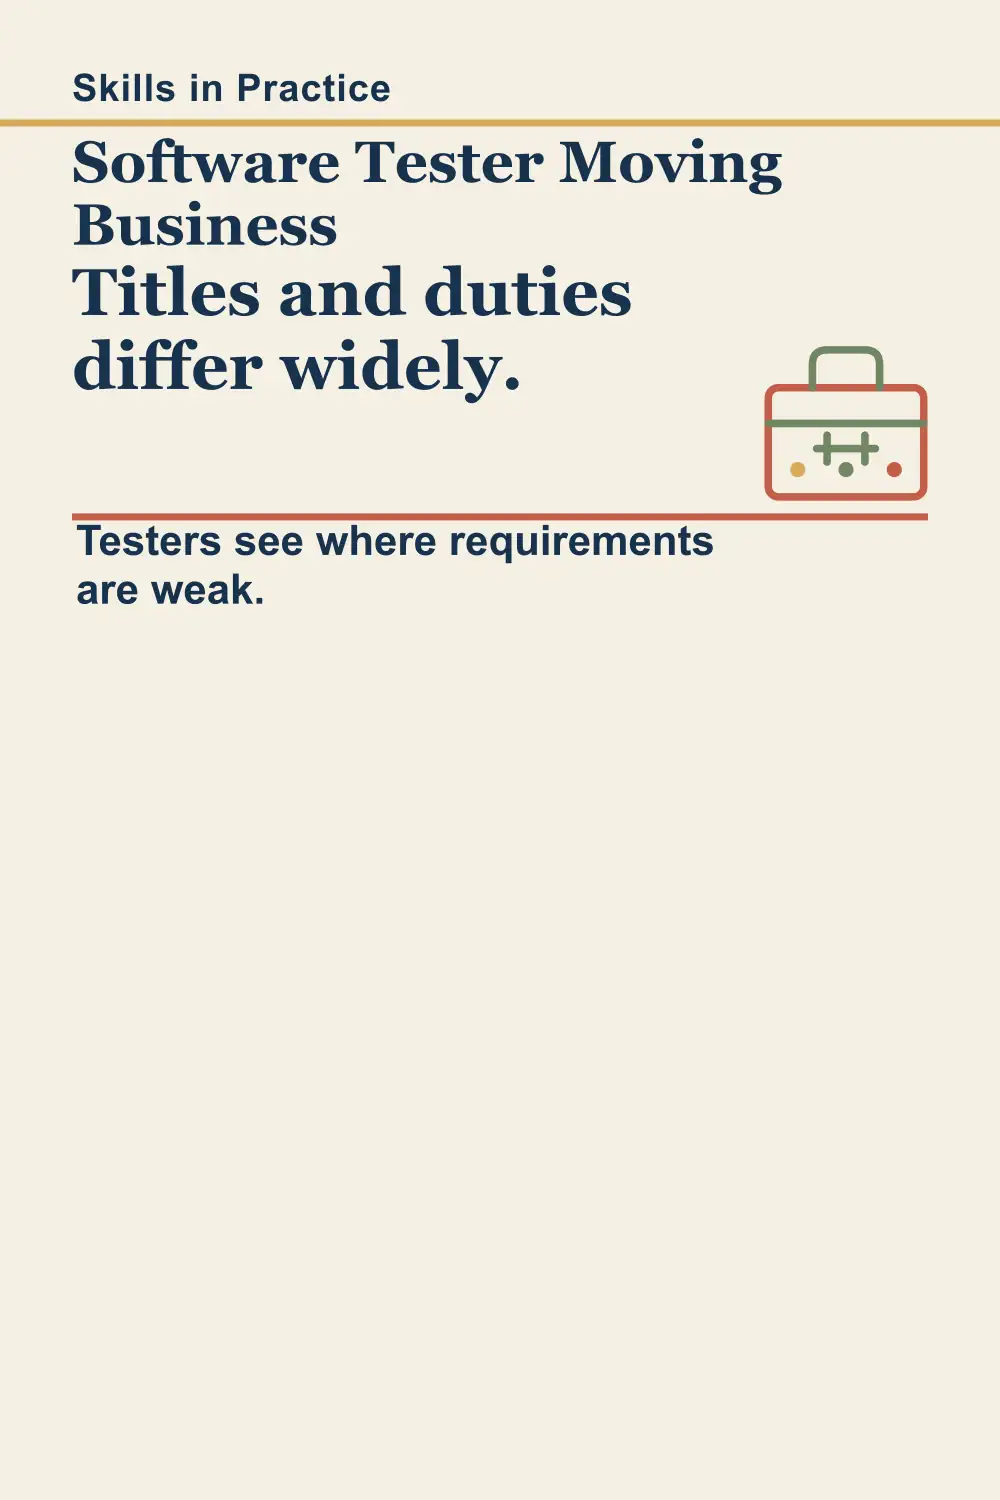 Skills in Practice
Software Tester Moving
Business
Titles and duties
differ widely.
Testers see where requirements
are weak.